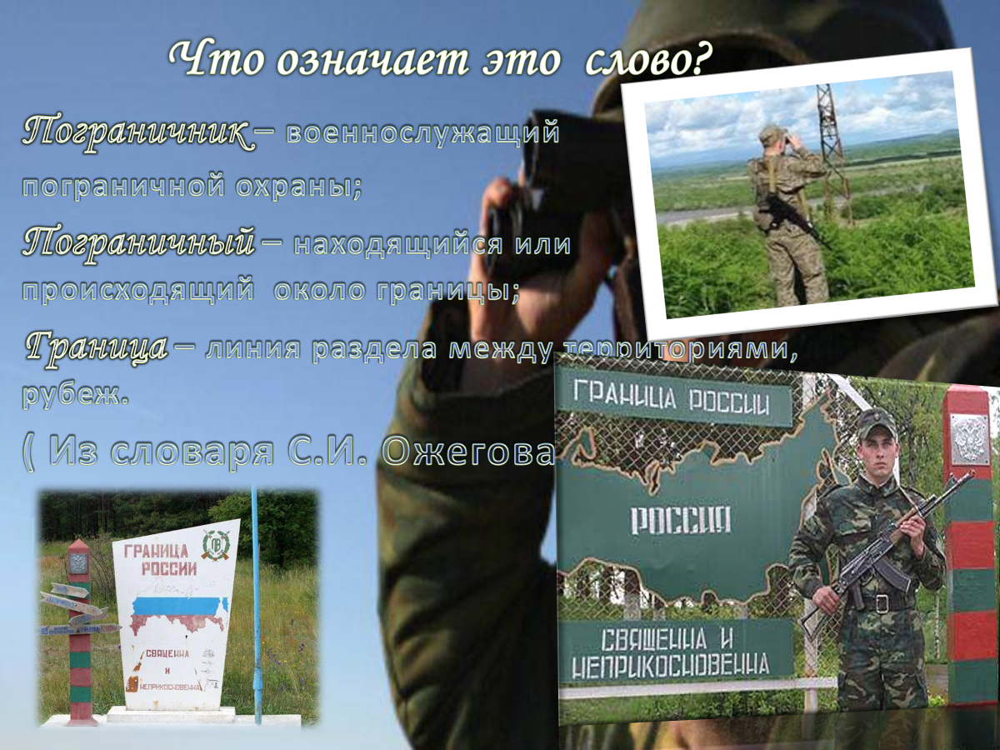 Что означает это слово?
Пограничник – военнослужащий
пограничной охраны;
Пограничный – находящийся или
происходящий около границы;
Граница – линия раздела между территориями,
рубеж.
( Из словаря С.И. Ожегова
ГРАНИЦА РОССИИ
РОССИЯ
СВЯЩЕННА И
НЕПРИКОСНОВЕННА
ПВ
ГРАНИЦА
РОССИИ
СВЯЩЕННА
И
НЕПРИКОСНОВЕННА